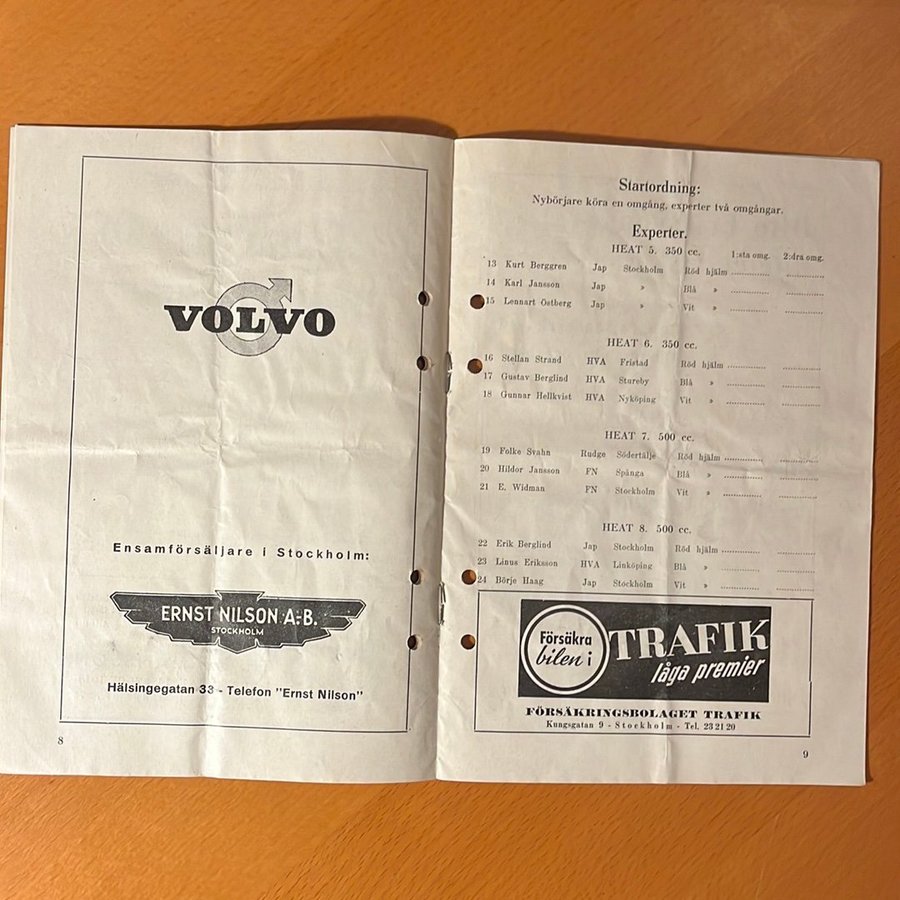 VOLVO
Ensamförsäljare i Stockholm:
ERNST NILSON A.-B.
STOCKHOLM
Hälsingegatan 33 - Telefon "Ernst Nilson"
8
Startordning:
Nybörjare köra en omgång, experter två omgångar.
Experter.
HEAT 5. 350 cc. 1:sta omg. 2:dra omg.
13 Kurt Berggren Jap Stockholm Röd hjälm
14 Karl Jansson Jap » Blå »
15 Lennart Östberg Jap » Vit »
HEAT 6. 350 cc.
16 Stellan Strand HVA Fristad Röd hjälm
17 Gustav Berglind HVA Stureby Blå »
18 Gunnar Hellkvist HVA Nyköping Vit »
HEAT 7. 500 cc.
19 Folke Svahn Rudge Södertälje Röd hjälm
20 Hildor Jansson FN Spånga Blå »
21 E. Widman FN Stockholm Vit »
HEAT 8. 500 cc.
22 Erik Berglind Jap Stockholm Röd hjälm
23 Linus Eriksson HVA Linköping Blå »
24 Börje Haag Jap Stockholm Vit »
Försäkra
bilen i
TRAFIK
låga premier
FÖRSÄKRINGSBOLAGET TRAFIK
Kungsgatan 9 - Stockholm - Tel. 23 21 20
9